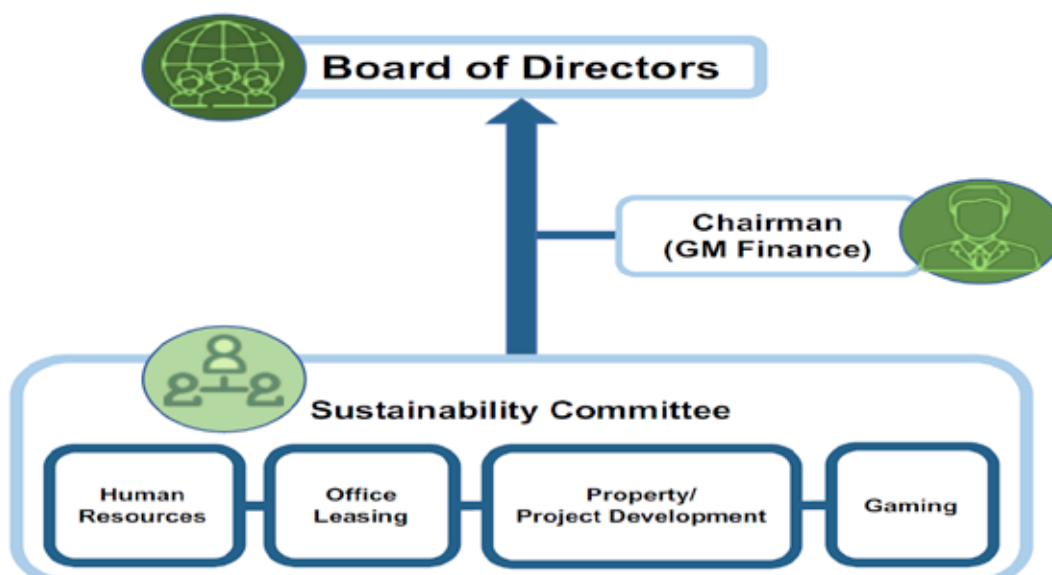 Board of Directors
Chairman
(GM Finance)
Sustainability Committee
Human
Resources
Office
Leasing
Property/
Project Development
Gaming